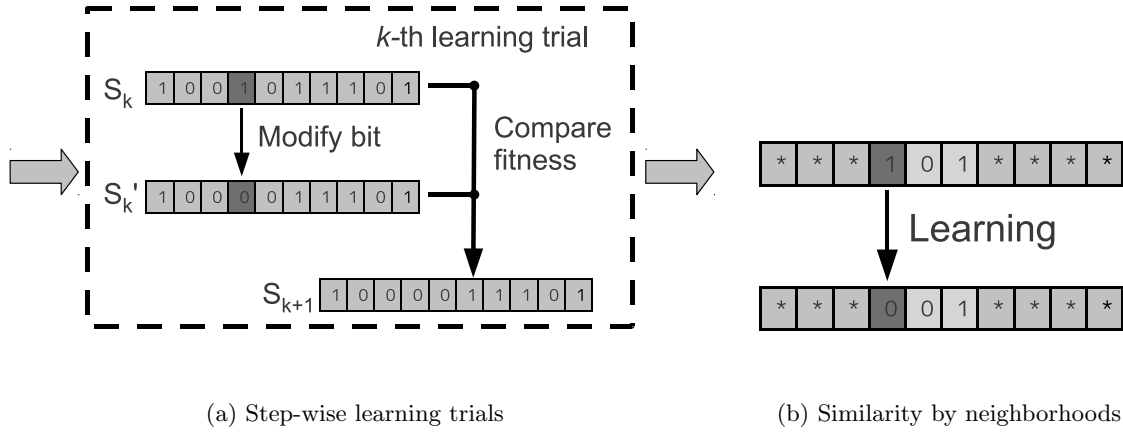 k-th learning trial
S_k 1 0 0 1 0 1 1 1 0 1
Modify bit
Compare
fitness
S_k' 1 0 0 0 0 1 1 1 0 1
S_k+1 1 0 0 0 0 1 1 1 0 1
* * * 1 0 1 * * * *
Learning
* * * 0 0 1 * * * *
(a) Step-wise learning trials
(b) Similarity by neighborhoods